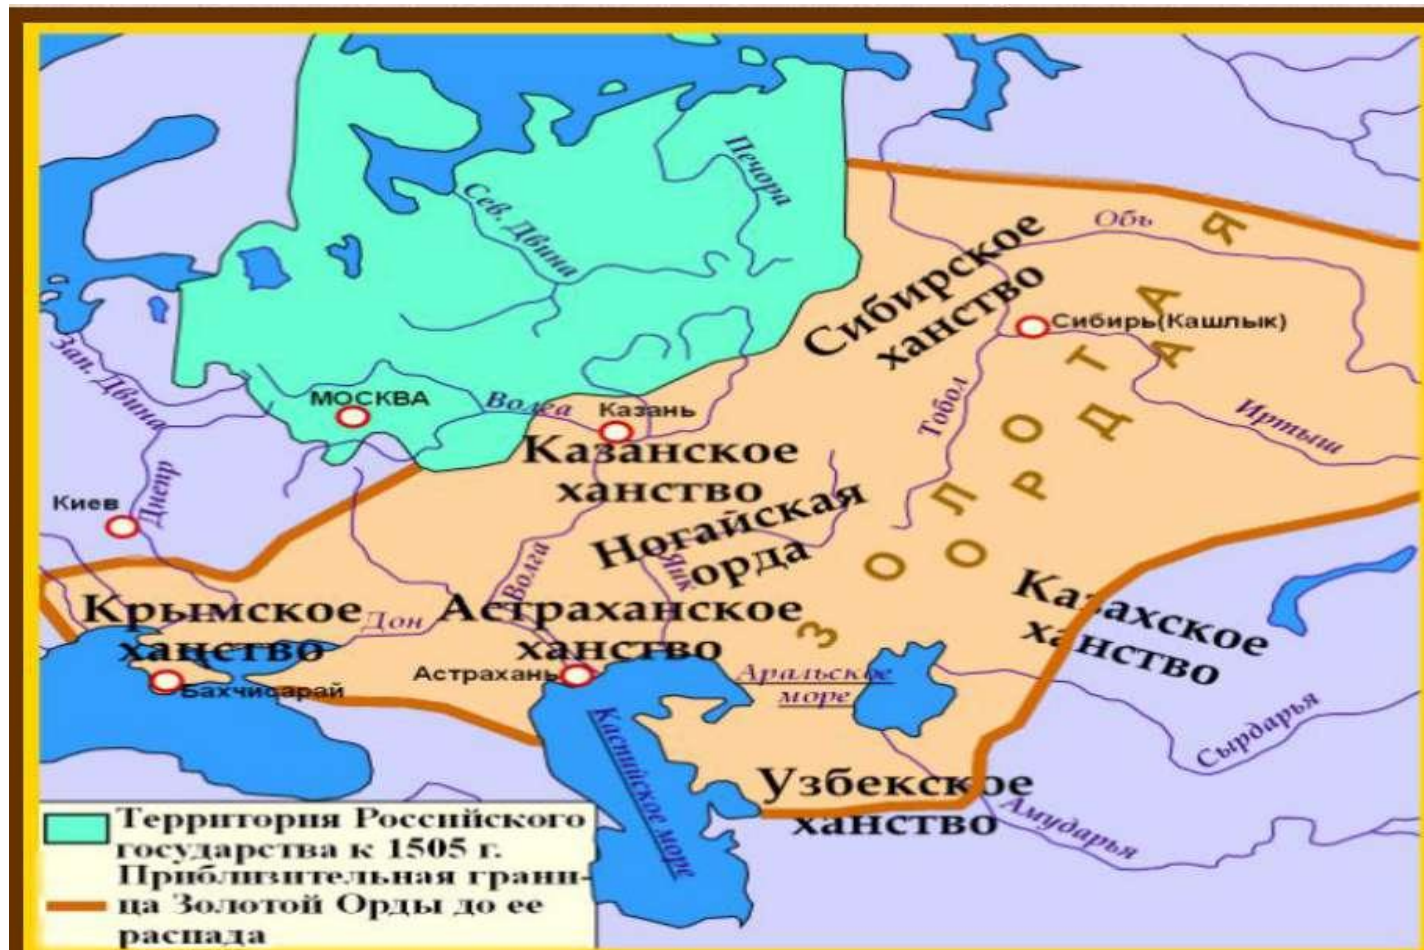 Печора
Сев. Двина
Обь
Сибирское
ханство
Сибирь(Кашлык)
Зап. Двина
МОСКВА
Волга
Казань
Тобол
Иртыш
Казанское
ханство
Киев
Днепр
Ногайская
орда
Яик
Волга
ЗОЛОТАЯ
ОРДА
Крымское
ханство
Дон
Астраханское
ханство
Казахское
ханство
Астрахань
Бахчисарай
Аральское
море
Каспийское море
Сырдарья
Узбекское
ханство
Амударья
Территория Российского
государства к 1505 г.
Приблизительная грани-
ца Золотой Орды до ее
распада